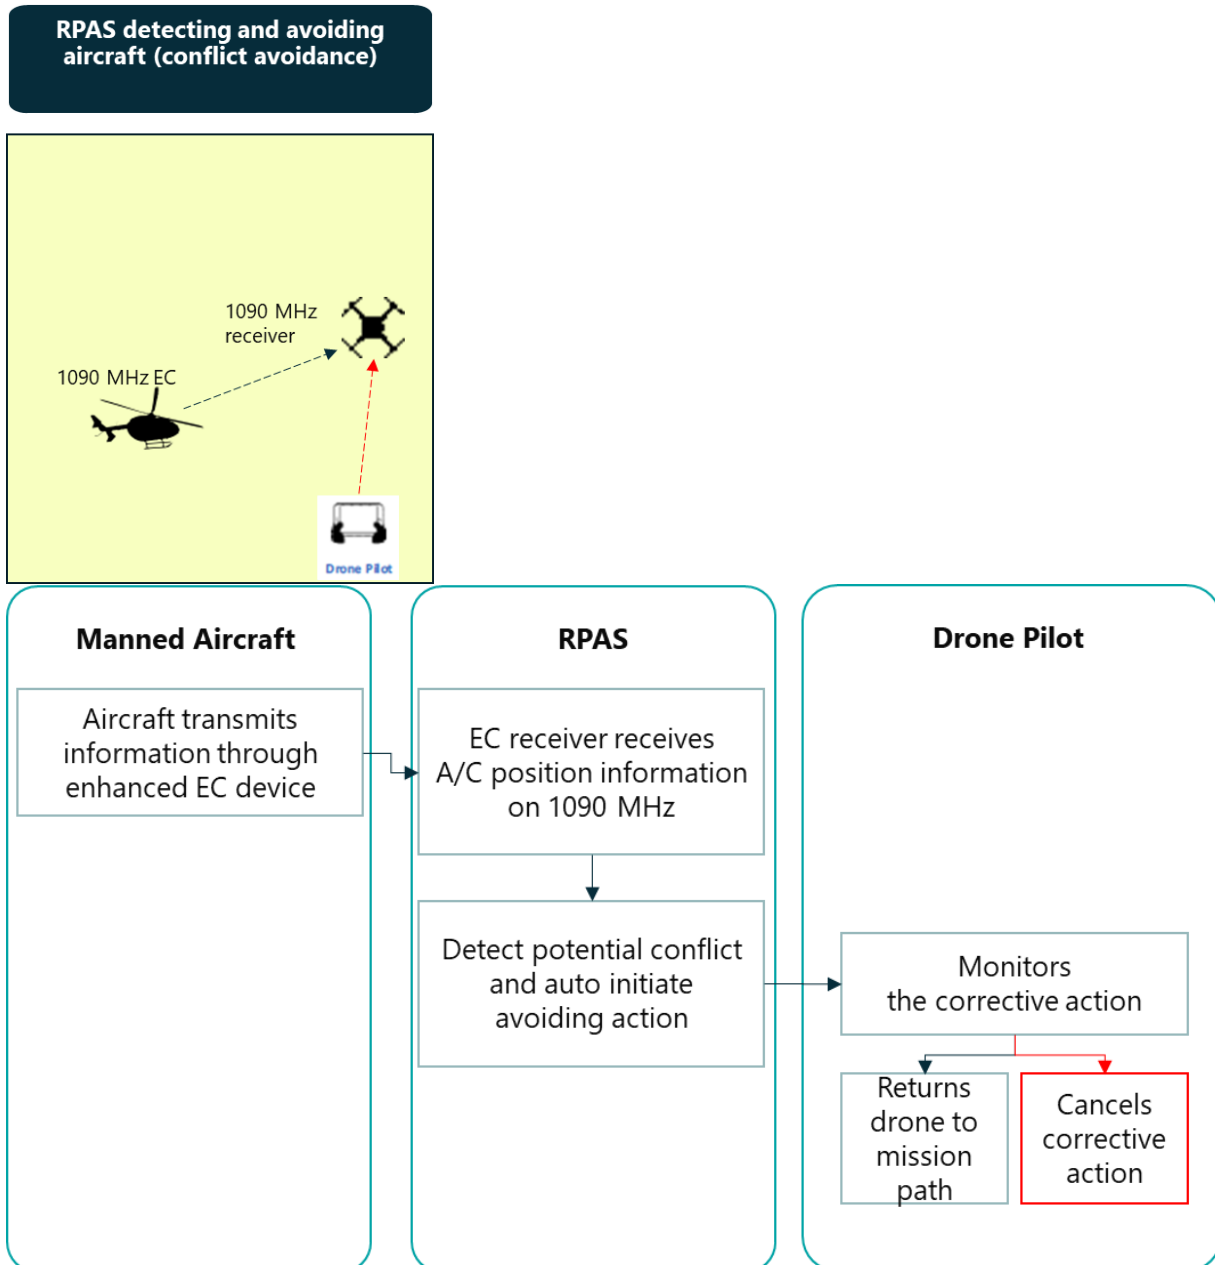 RPAS detecting and avoiding
aircraft (conflict avoidance)
1090 MHz
receiver
1090 MHz EC
Drone Pilot
Manned Aircraft
Aircraft transmits
information through
enhanced EC device
RPAS
EC receiver receives
A/C position information
on 1090 MHz
Detect potential conflict
and auto initiate
avoiding action
Drone Pilot
Monitors
the corrective action
Returns
drone to
mission
path
Cancels
corrective
action